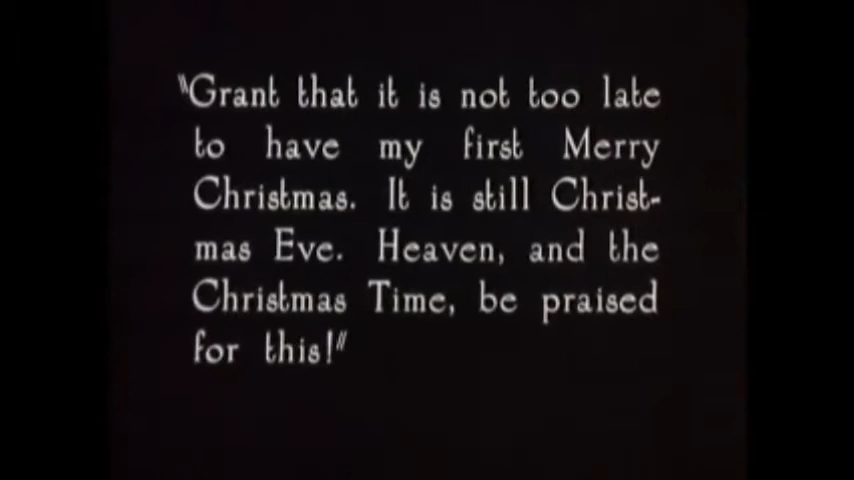 "Grant that it is not too late
to have my first Merry
Christmas. It is still Christ-
mas Eve. Heaven, and the
Christmas Time, be praised
for this!"